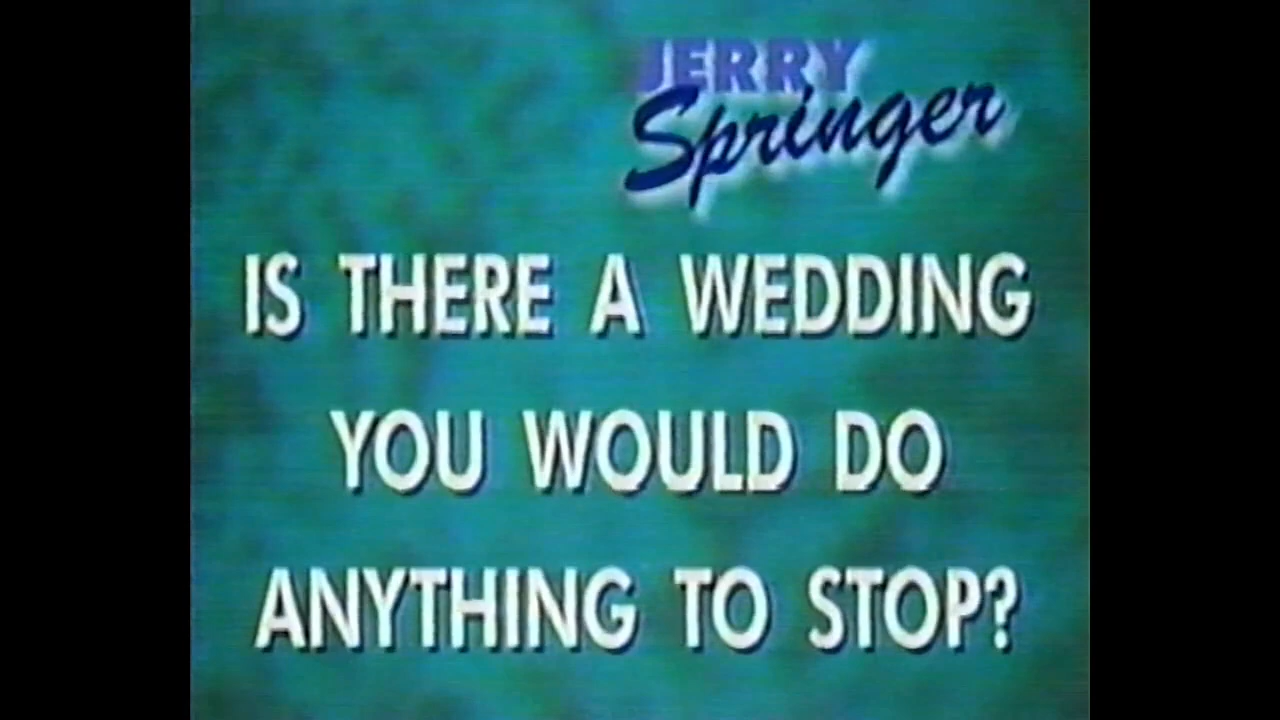 JERRY
Springer
IS THERE A WEDDING
YOU WOULD DO
ANYTHING TO STOP?